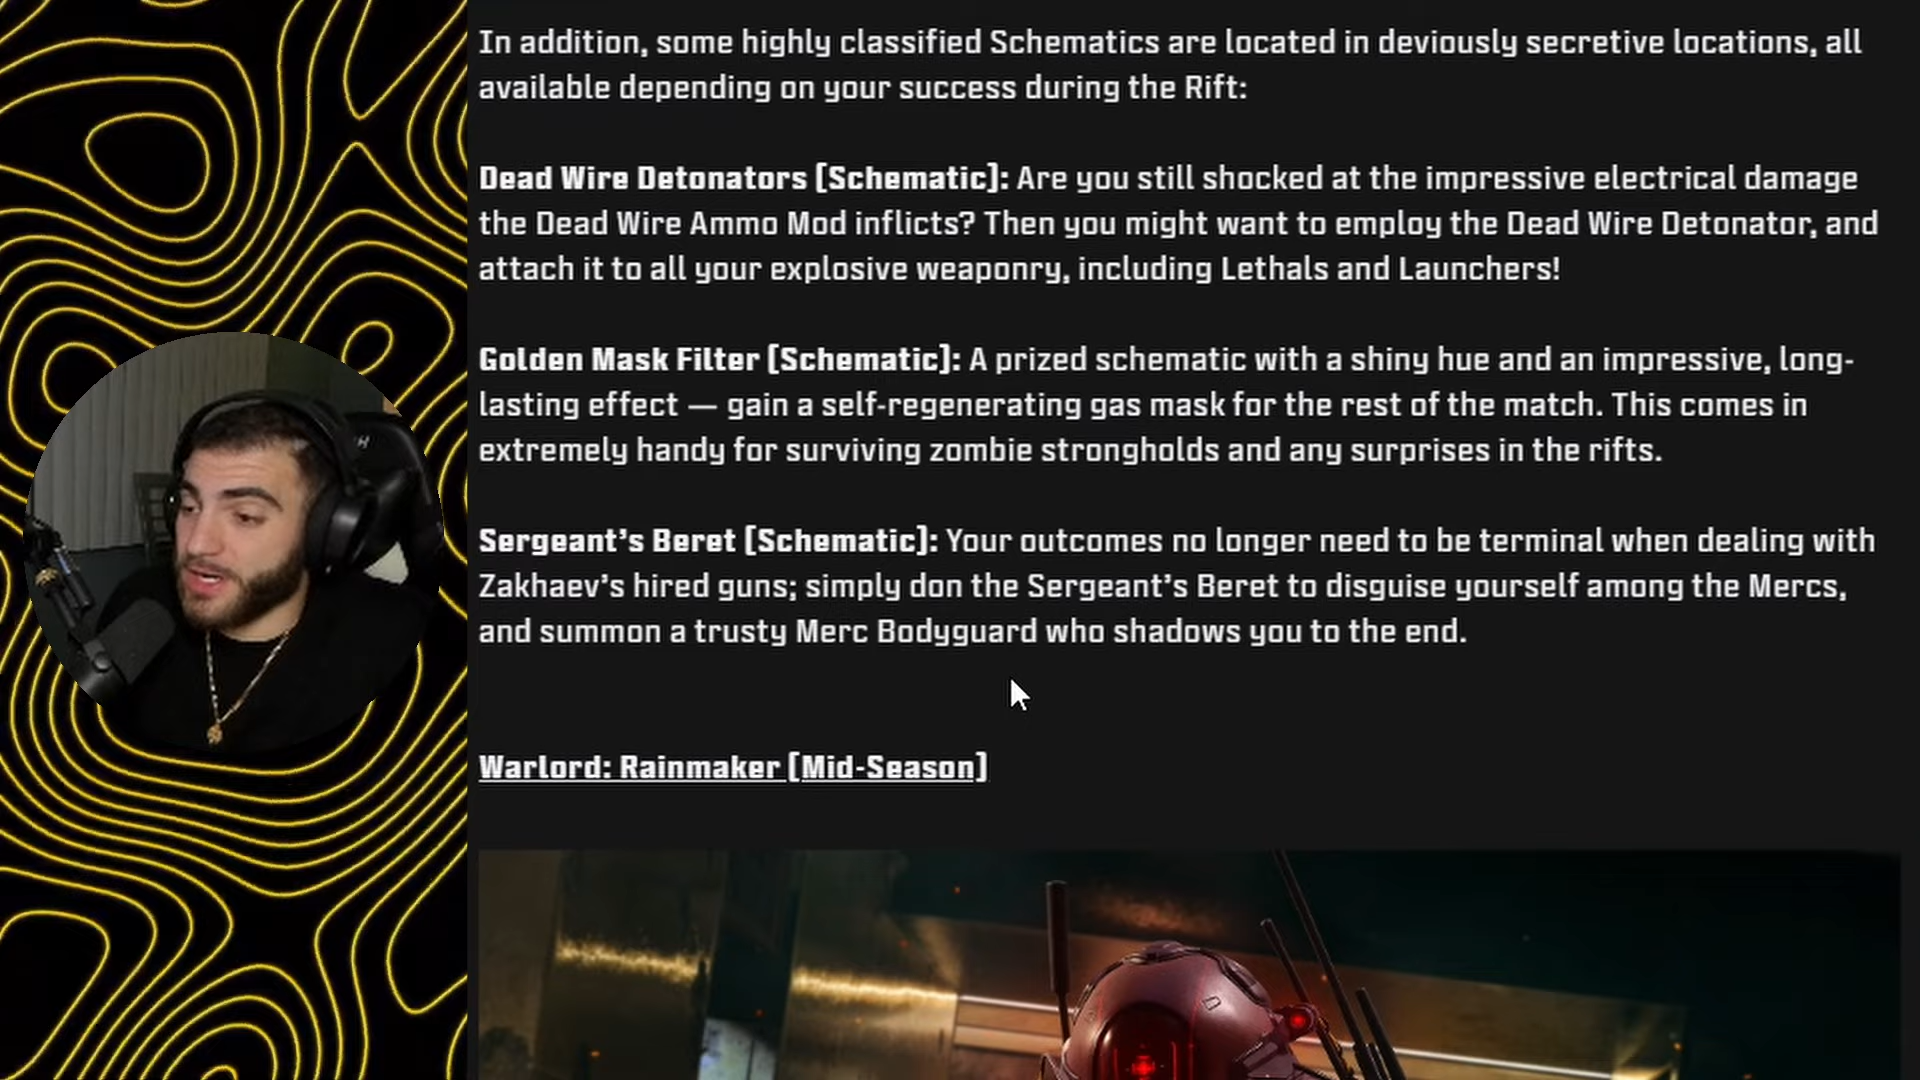 In addition, some highly classified Schematics are located in deviously secretive locations, all
available depending on your success during the Rift:
Dead Wire Detonators [Schematic]: Are you still shocked at the impressive electrical damage
the Dead Wire Ammo Mod inflicts? Then you might want to employ the Dead Wire Detonator, and
attach it to all your explosive weaponry, including Lethals and Launchers!
Golden Mask Filter [Schematic]: A prized schematic with a shiny hue and an impressive, long-
lasting effect — gain a self-regenerating gas mask for the rest of the match. This comes in
extremely handy for surviving zombie strongholds and any surprises in the rifts.
Sergeant’s Beret [Schematic]: Your outcomes no longer need to be terminal when dealing with
Zakhaev’s hired guns; simply don the Sergeant’s Beret to disguise yourself among the Mercs,
and summon a trusty Merc Bodyguard who shadows you to the end.
Warlord: Rainmaker [Mid-Season]